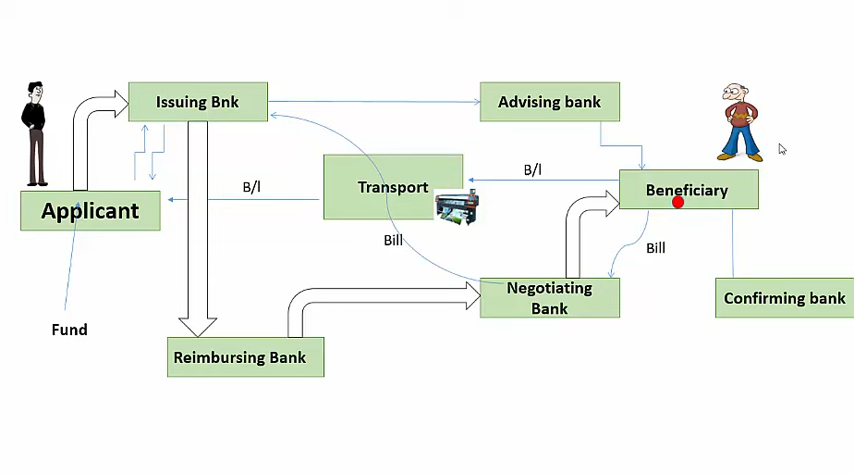 Issuing Bnk
Advising bank
B/l
Transport
B/l
Beneficiary
Applicant
Bill
Bill
Negotiating
Bank
Confirming bank
Fund
Reimbursing Bank